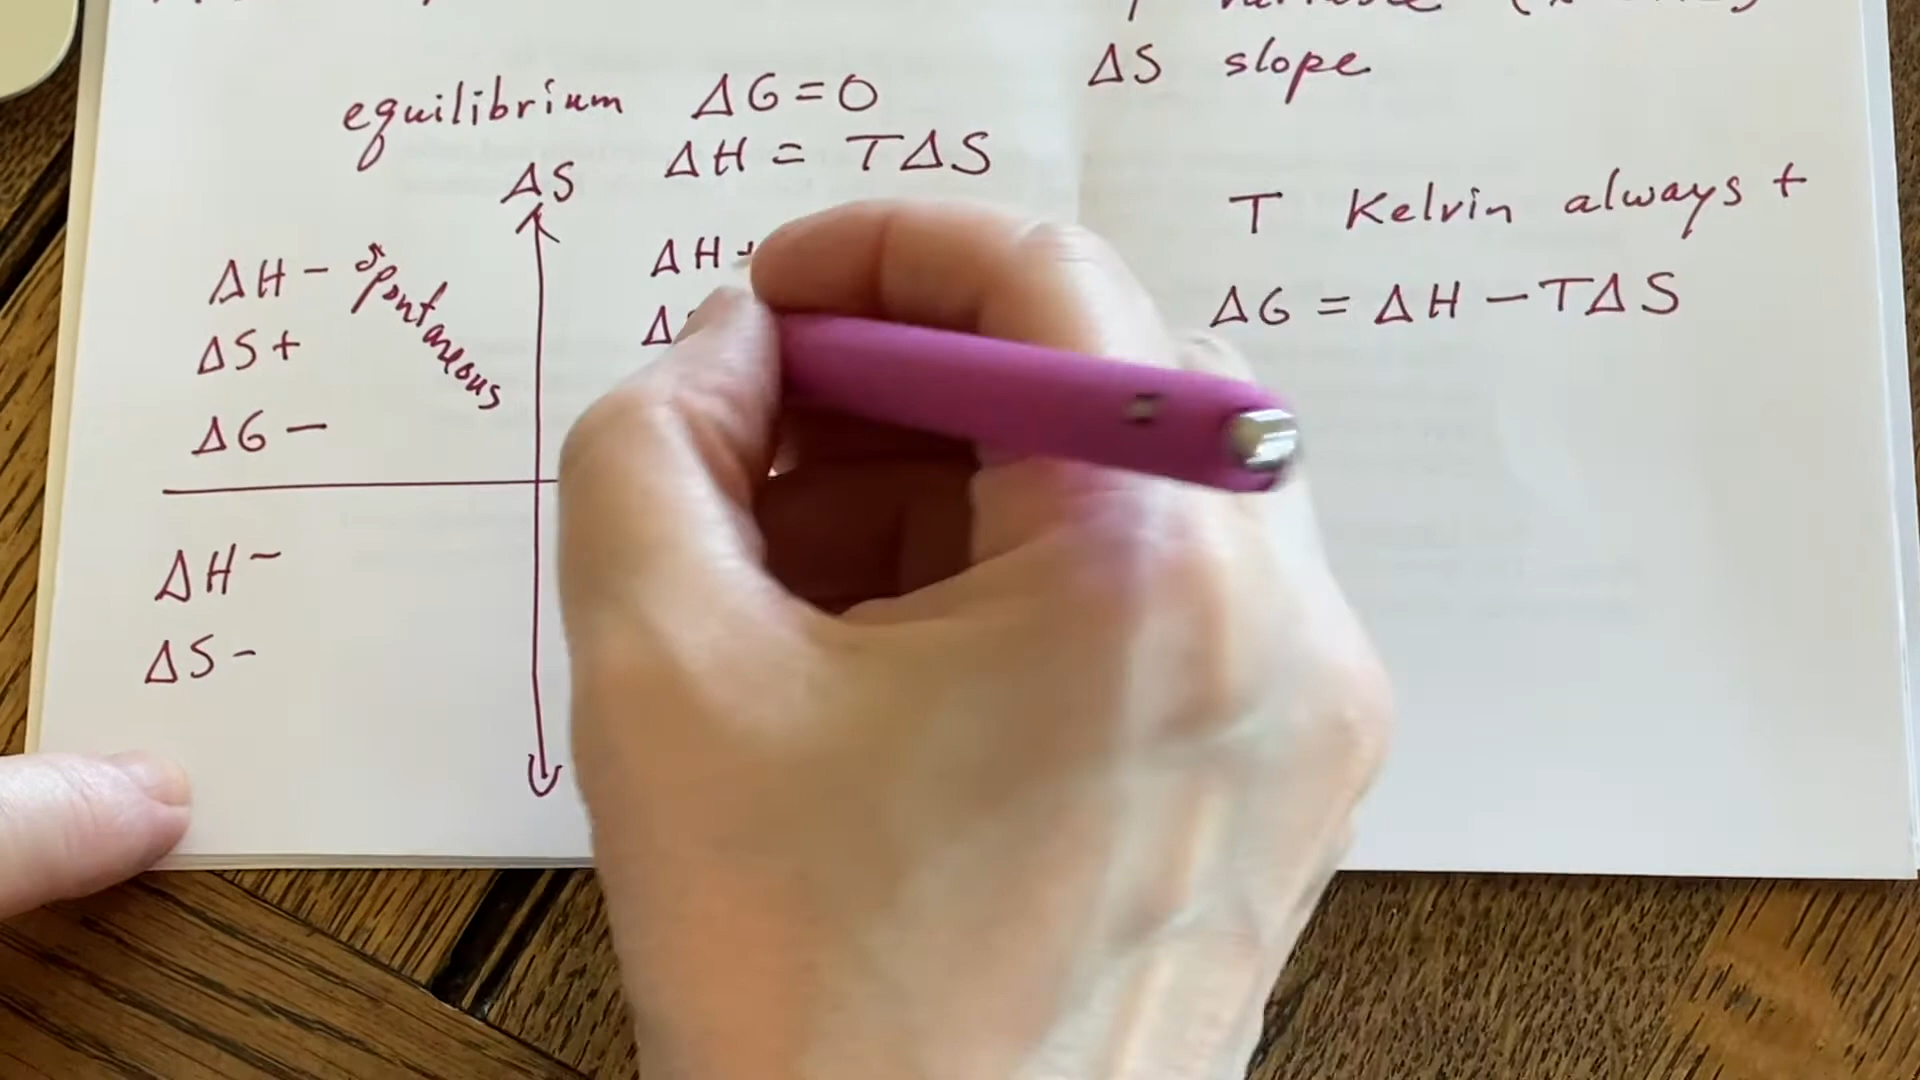 ΔS slope
equilibrium ΔG = 0
ΔH = TΔS
ΔS
T Kelvin always +
ΔG = ΔH - TΔS
ΔH - spontaneous
ΔS +
ΔG -
ΔH +
ΔH -
ΔS -